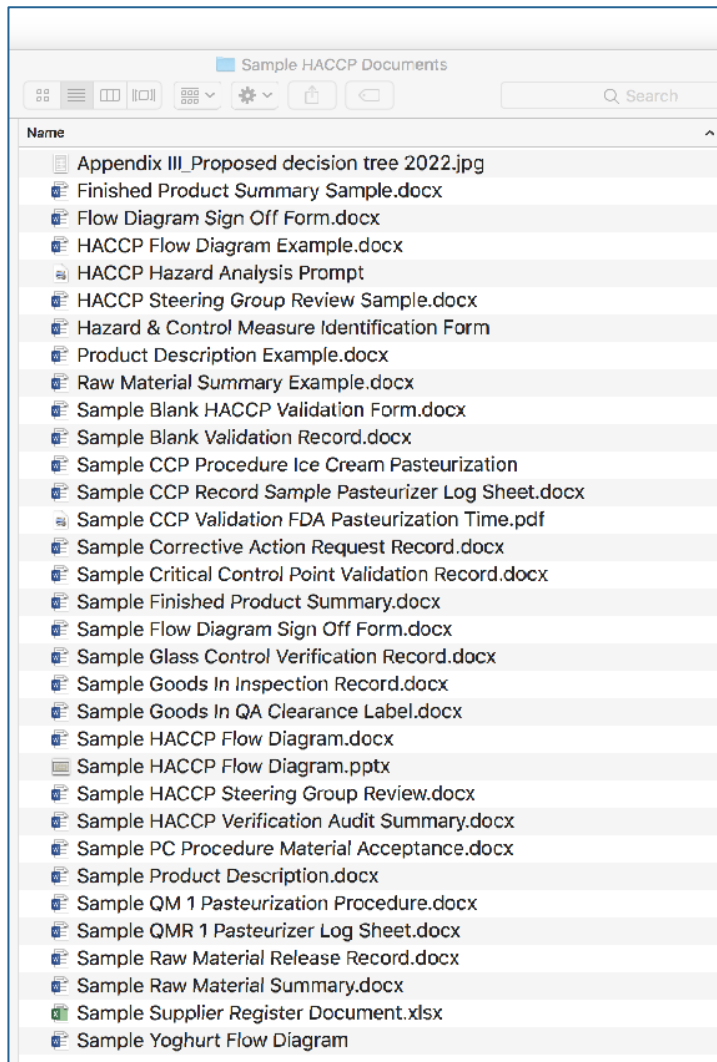 Sample HACCP Documents
Search
Name
Appendix III_Proposed decision tree 2022.jpg
Finished Product Summary Sample.docx
Flow Diagram Sign Off Form.docx
HACCP Flow Diagram Example.docx
HACCP Hazard Analysis Prompt
HACCP Steering Group Review Sample.docx
Hazard & Control Measure Identification Form
Product Description Example.docx
Raw Material Summary Example.docx
Sample Blank HACCP Validation Form.docx
Sample Blank Validation Record.docx
Sample CCP Procedure Ice Cream Pasteurization
Sample CCP Record Sample Pasteurizer Log Sheet.docx
Sample CCP Validation FDA Pasteurization Time.pdf
Sample Corrective Action Request Record.docx
Sample Critical Control Point Validation Record.docx
Sample Finished Product Summary.docx
Sample Flow Diagram Sign Off Form.docx
Sample Glass Control Verification Record.docx
Sample Goods In Inspection Record.docx
Sample Goods In QA Clearance Label.docx
Sample HACCP Flow Diagram.docx
Sample HACCP Flow Diagram.pptx
Sample HACCP Steering Group Review.docx
Sample HACCP Verification Audit Summary.docx
Sample PC Procedure Material Acceptance.docx
Sample Product Description.docx
Sample QM 1 Pasteurization Procedure.docx
Sample QMR 1 Pasteurizer Log Sheet.docx
Sample Raw Material Release Record.docx
Sample Raw Material Summary.docx
Sample Supplier Register Document.xlsx
Sample Yoghurt Flow Diagram